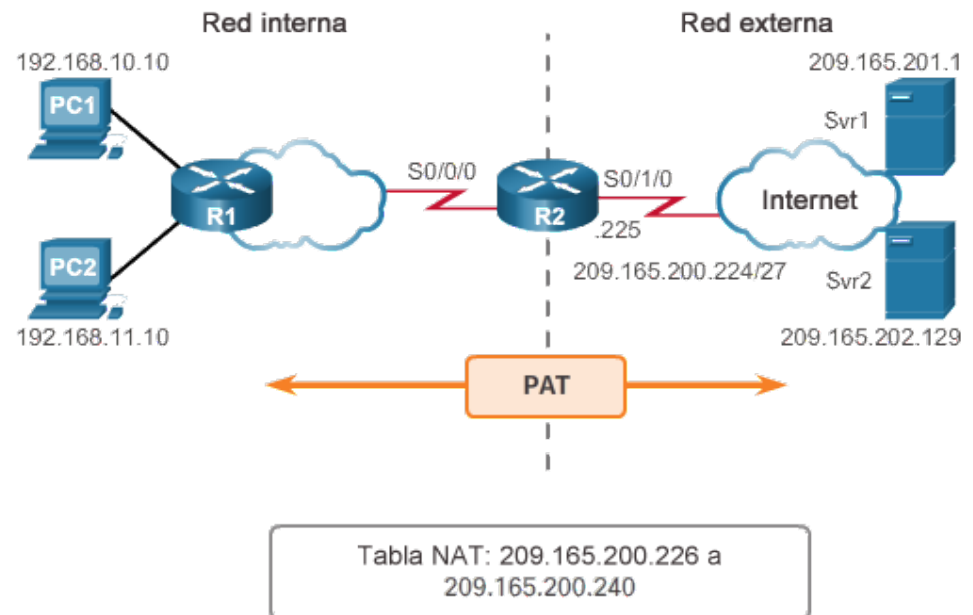 Red interna
Red externa
192.168.10.10
209.165.201.1
PC1
Svr1
S0/0/0
S0/1/0
R1
R2
Internet
.225
PC2
209.165.200.224/27
Svr2
192.168.11.10
209.165.202.129
PAT
Tabla NAT: 209.165.200.226 a
209.165.200.240